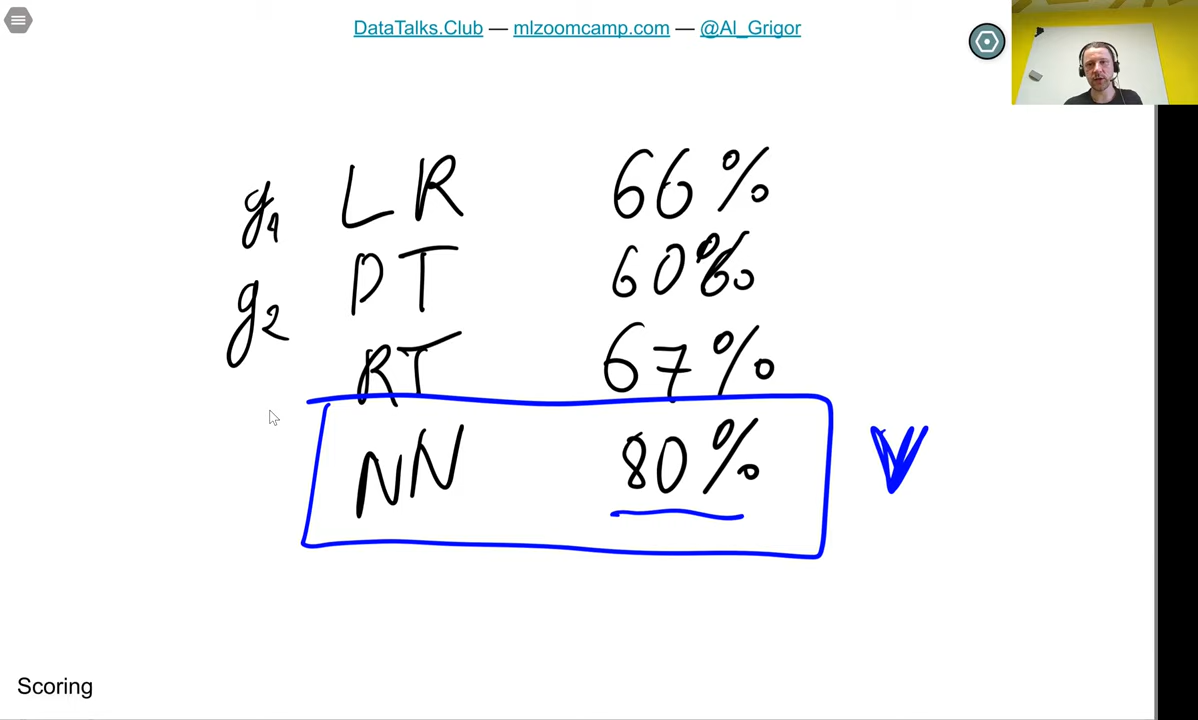 DataTalks.Club — mlzoomcamp.com — @Al_Grigor
g1 LR 66%
g2 DT 60%
RT 67%
NN 80%
Scoring